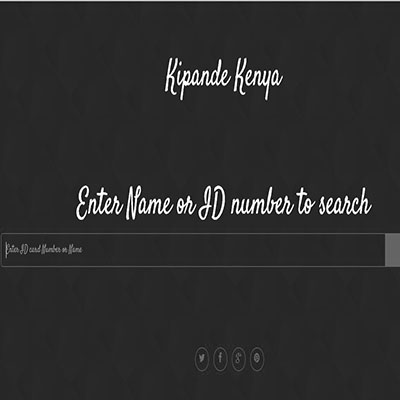 Kipande Kenya
Enter Name or ID number to search
Enter ID card Number or Name